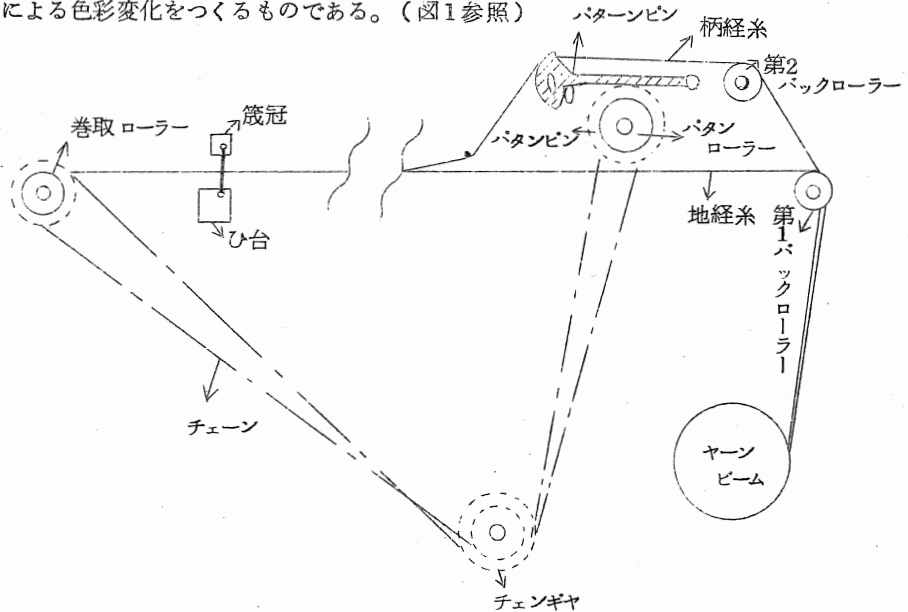 による色彩変化をつくるものである。(図1参照)
パターンピン
柄経糸
第2
バックローラー
巻取ローラー
筬冠
パタンピン
パタン
ローラー
地経糸
第1バックローラー
ひ台
チェーン
ヤーン
ビーム
チェンギヤ